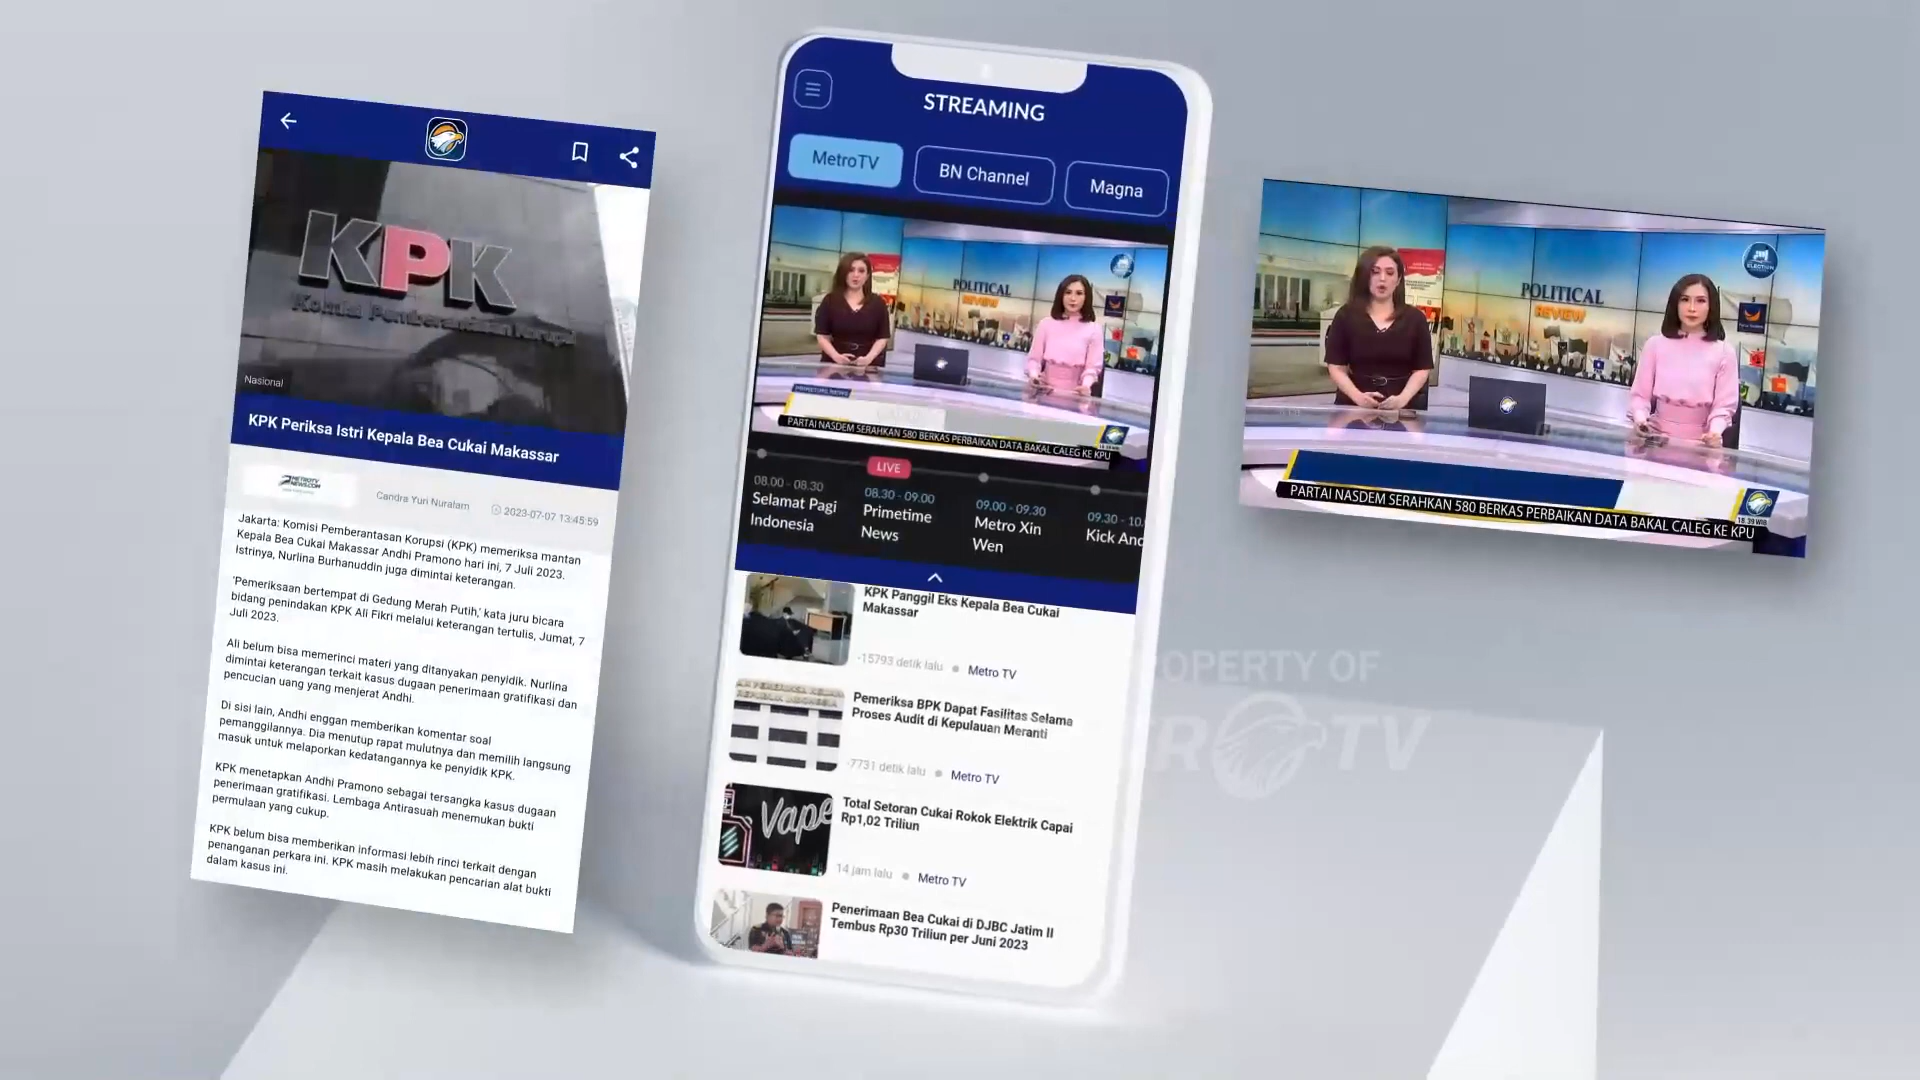 KPK
Komisi Pemberantasan Korupsi
Nasional
KPK Periksa Istri Kepala Bea Cukai Makassar
METROTV
NEWS.COM
Candra Yuri Nuralam
2023-07-07 13:45:59
Jakarta: Komisi Pemberantasan Korupsi (KPK) memeriksa mantan
Kepala Bea Cukai Makassar Andhi Pramono hari ini, 7 Juli 2023.
Istrinya, Nurlina Burhanuddin juga dimintai keterangan.
'Pemeriksaan bertempat di Gedung Merah Putih,' kata juru bicara
bidang penindakan KPK Ali Fikri melalui keterangan tertulis, Jumat, 7
Juli 2023.
Ali belum bisa memerinci materi yang ditanyakan penyidik. Nurlina
dimintai keterangan terkait kasus dugaan penerimaan gratifikasi dan
pencucian uang yang menjerat Andhi.
Di sisi lain, Andhi enggan memberikan komentar soal
pemanggilannya. Dia menutup rapat mulutnya dan memilih langsung
masuk untuk melaporkan kedatangannya ke penyidik KPK.
KPK menetapkan Andhi Pramono sebagai tersangka kasus dugaan
penerimaan gratifikasi. Lembaga Antirasuah menemukan bukti
permulaan yang cukup.
KPK belum bisa memberikan informasi lebih rinci terkait dengan
penanganan perkara ini. KPK masih melakukan pencarian alat bukti
dalam kasus ini.
STREAMING
MetroTV
BN Channel
Magna
POLITICAL
REVIEW
PRIMETIME NEWS
PARTAI NASDEM SERAHKAN 580 BERKAS PERBAIKAN DATA BAKAL CALEG KE KPU
LIVE
08.00 - 08.30
Selamat Pagi
Indonesia
08.30 - 09.00
Primetime
News
09.00 - 09.30
Metro Xin
Wen
09.30 - 10.
Kick And
KPK Panggil Eks Kepala Bea Cukai
Makassar
-15793 detik lalu
Metro TV
Pemeriksa BPK Dapat Fasilitas Selama
Proses Audit di Kepulauan Meranti
-7731 detik lalu
Metro TV
Vape
Total Setoran Cukai Rokok Elektrik Capai
Rp1,02 Triliun
14 jam lalu
Metro TV
Penerimaan Bea Cukai di DJBC Jatim II
Tembus Rp30 Triliun per Juni 2023
ELECTION
POLITICAL
REVIEW
PARTAI NASDEM SERAHKAN 580 BERKAS PERBAIKAN DATA BAKAL CALEG KE KPU
18.39 WIB
OPERTY OF
R TV